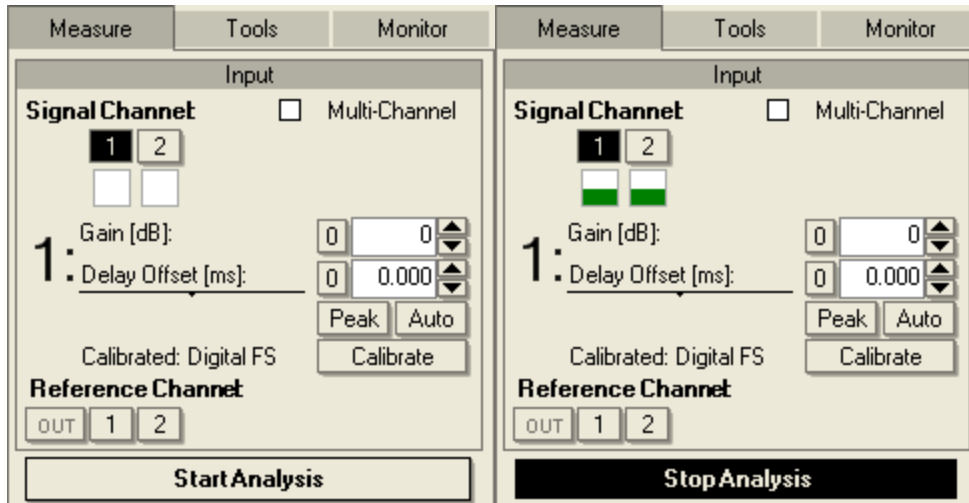 Measure Tools Monitor
Input
Signal Channel Multi-Channel
1 2
Gain [dB]: 0 0
1:
Delay Offset [ms]: 0 0.000
Peak Auto
Calibrated: Digital FS Calibrate
Reference Channel
OUT 1 2
Start Analysis
Measure Tools Monitor
Input
Signal Channel Multi-Channel
1 2
Gain [dB]: 0 0
1:
Delay Offset [ms]: 0 0.000
Peak Auto
Calibrated: Digital FS Calibrate
Reference Channel
OUT 1 2
Stop Analysis